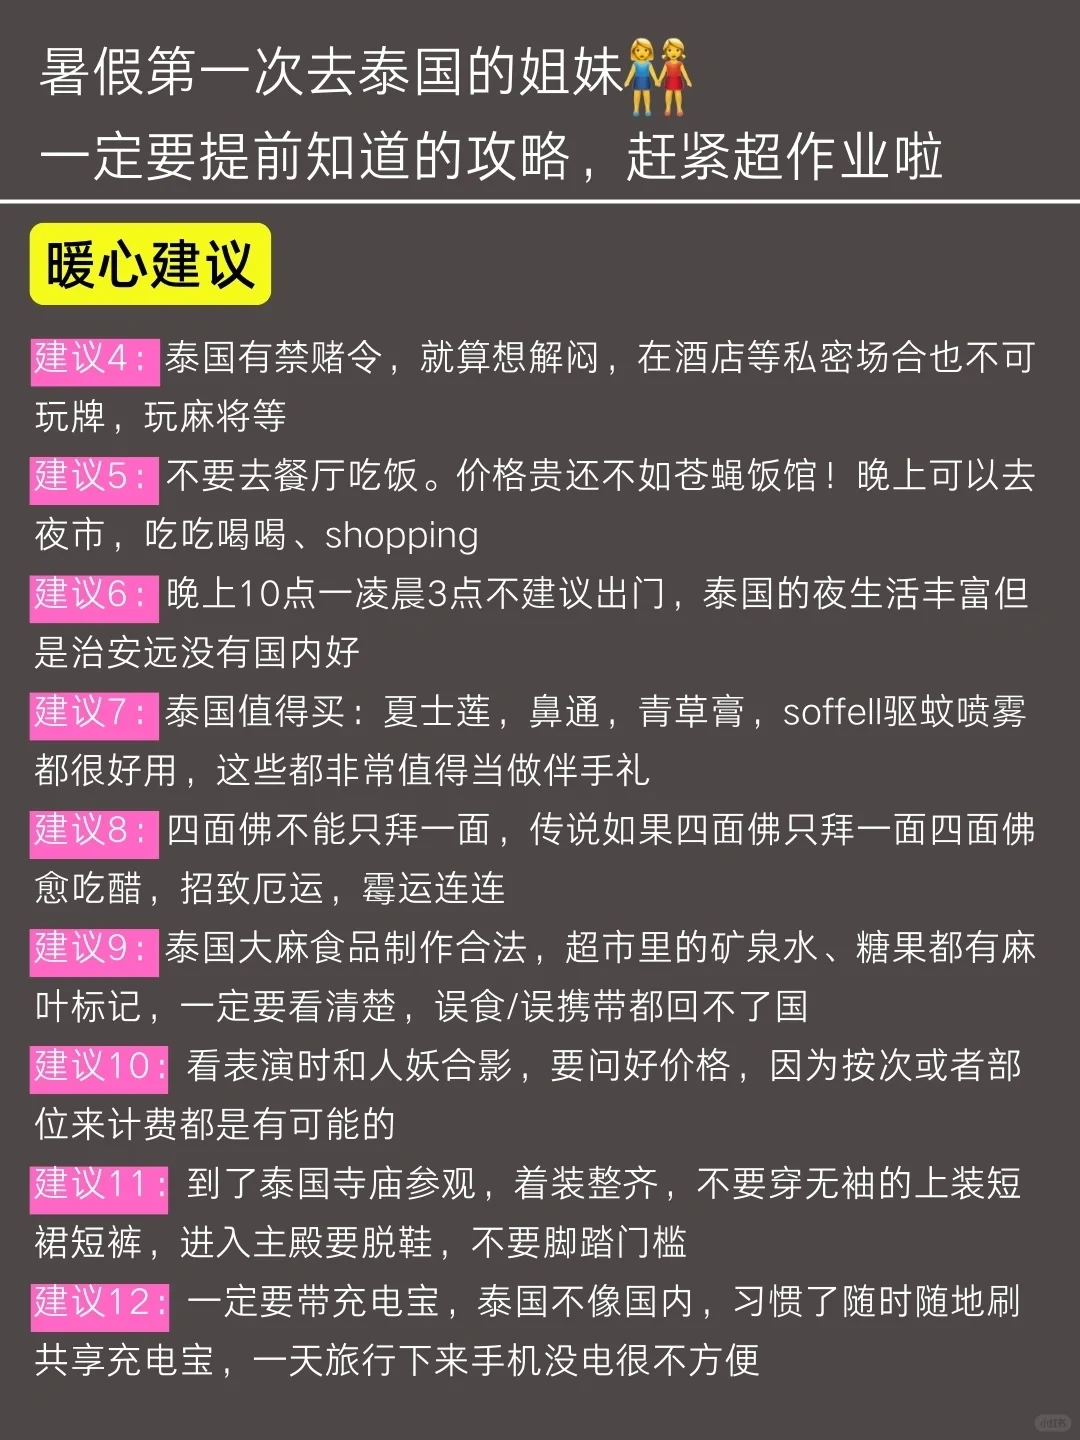 暑假第一次去泰国的姐妹👭
一定要提前知道的攻略，赶紧超作业啦
暖心建议
建议4：泰国有禁赌令，就算想解闷，在酒店等私密场合也不可
玩牌，玩麻将等
建议5：不要去餐厅吃饭。价格贵还不如苍蝇饭馆！晚上可以去
夜市，吃吃喝喝、shopping
建议6：晚上10点一凌晨3点不建议出门，泰国的夜生活丰富但
是治安远没有国内好
建议7：泰国值得买：夏士莲，鼻通，青草膏，soffell驱蚊喷雾
都很好用，这些都非常值得当做伴手礼
建议8：四面佛不能只拜一面，传说如果四面佛只拜一面四面佛
愈吃醋，招致厄运，霉运连连
建议9：泰国大麻食品制作合法，超市里的矿泉水、糖果都有麻
叶标记，一定要看清楚，误食/误携带都回不了国
建议10：看表演时和人妖合影，要问好价格，因为按次或者部
位来计费都是有可能的
建议11：到了泰国寺庙参观，着装整齐，不要穿无袖的上装短
裙短裤，进入主殿要脱鞋，不要脚踏门槛
建议12：一定要带充电宝，泰国不像国内，习惯了随时随地刷
共享充电宝，一天旅行下来手机没电很不方便
小红书